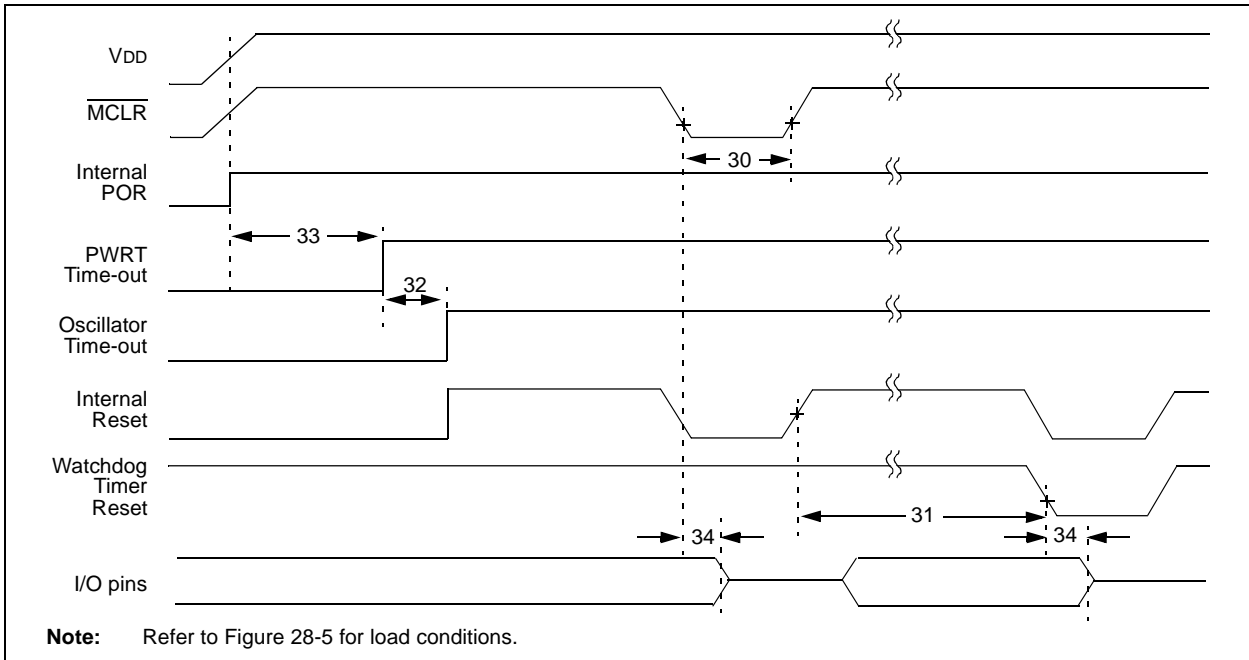 VDD
MCLR
30
Internal
POR
33
PWRT
Time-out
32
Oscillator
Time-out
Internal
Reset
Watchdog
Timer
Reset
31
34
34
I/O pins
Note: Refer to Figure 28-5 for load conditions.